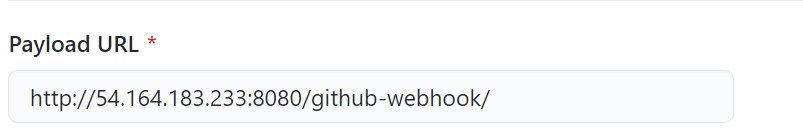 Payload URL *
http://54.164.183.233:8080/github-webhook/